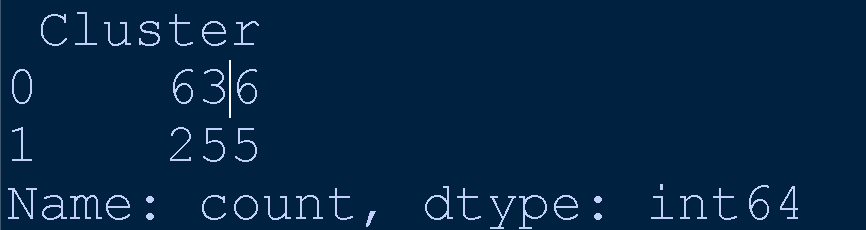 Cluster
0    636
1    255
Name: count, dtype: int64